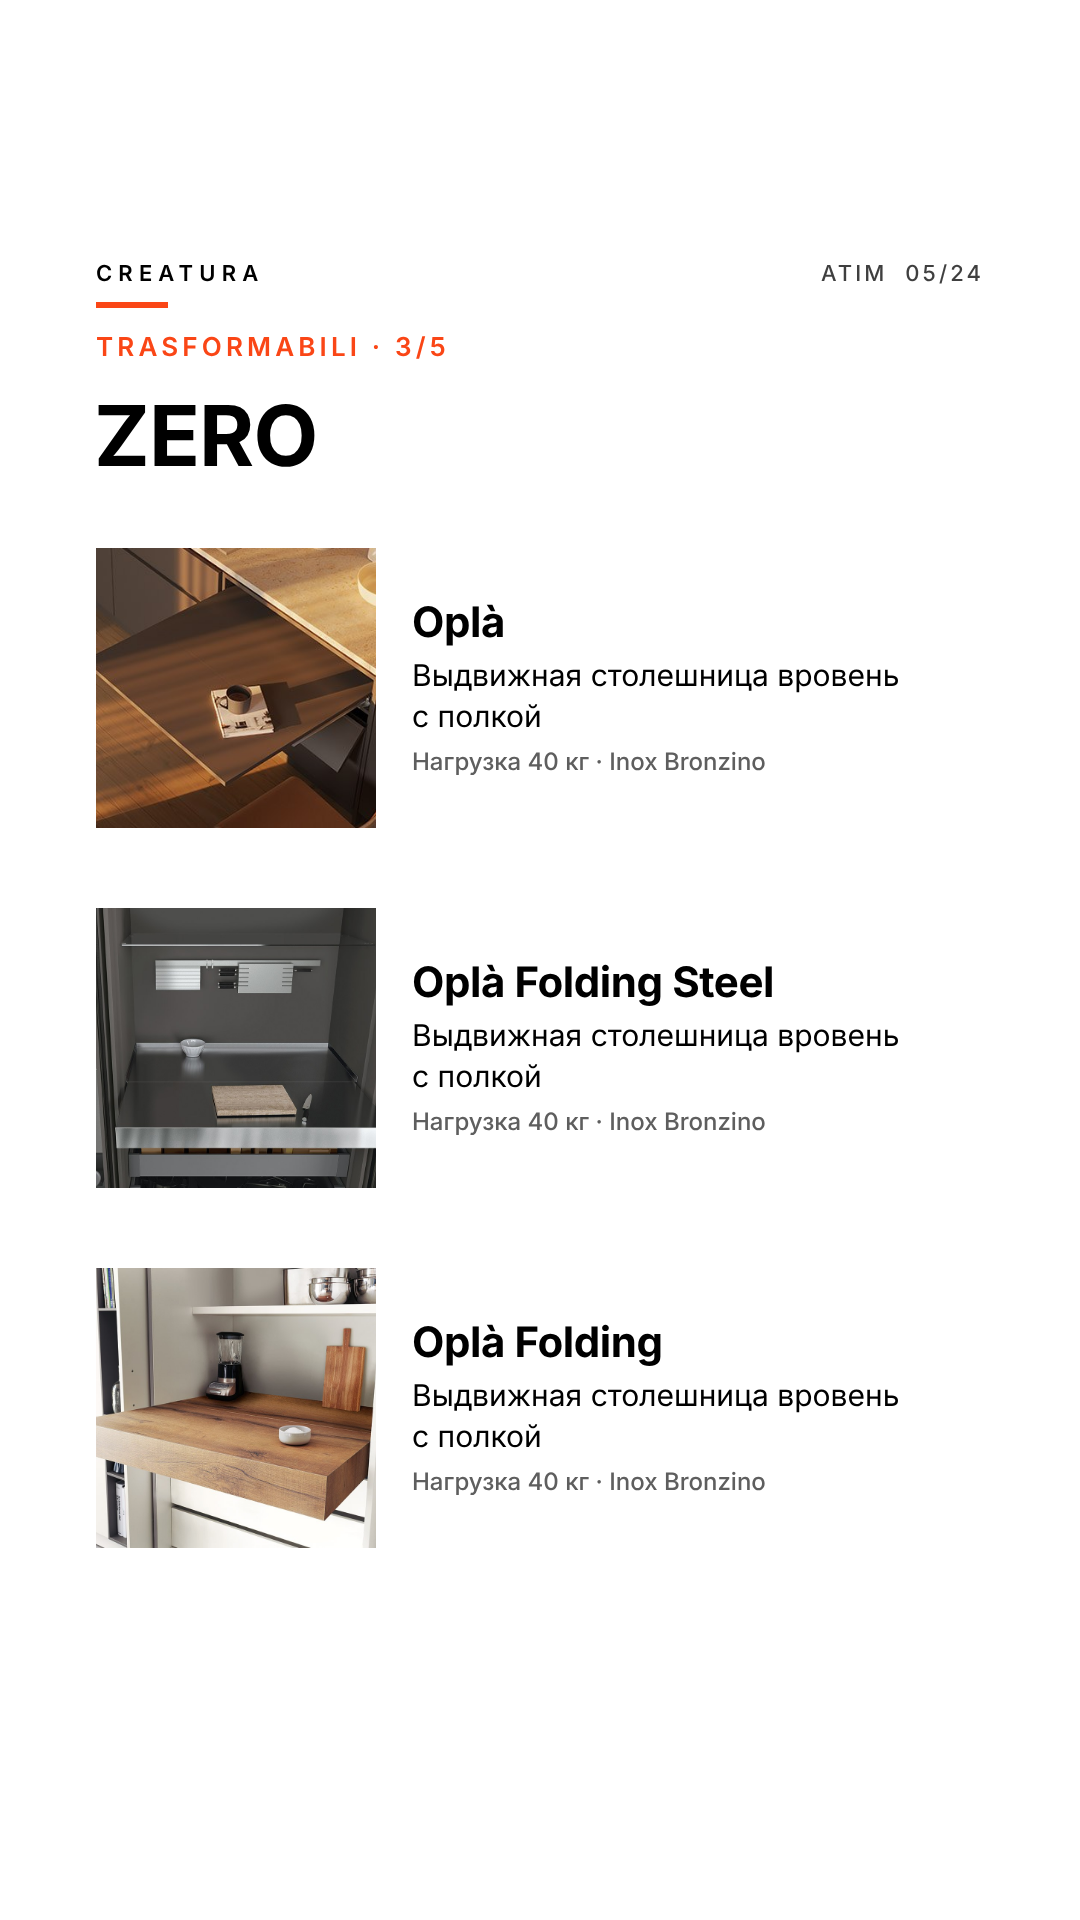 CREATURA
ATIM 05/24
TRASFORMABILI · 3/5
ZERO
Oplà
Выдвижная столешница вровень
с полкой
Нагрузка 40 кг · Inox Bronzino
Oplà Folding Steel
Выдвижная столешница вровень
с полкой
Нагрузка 40 кг · Inox Bronzino
Oplà Folding
Выдвижная столешница вровень
с полкой
Нагрузка 40 кг · Inox Bronzino